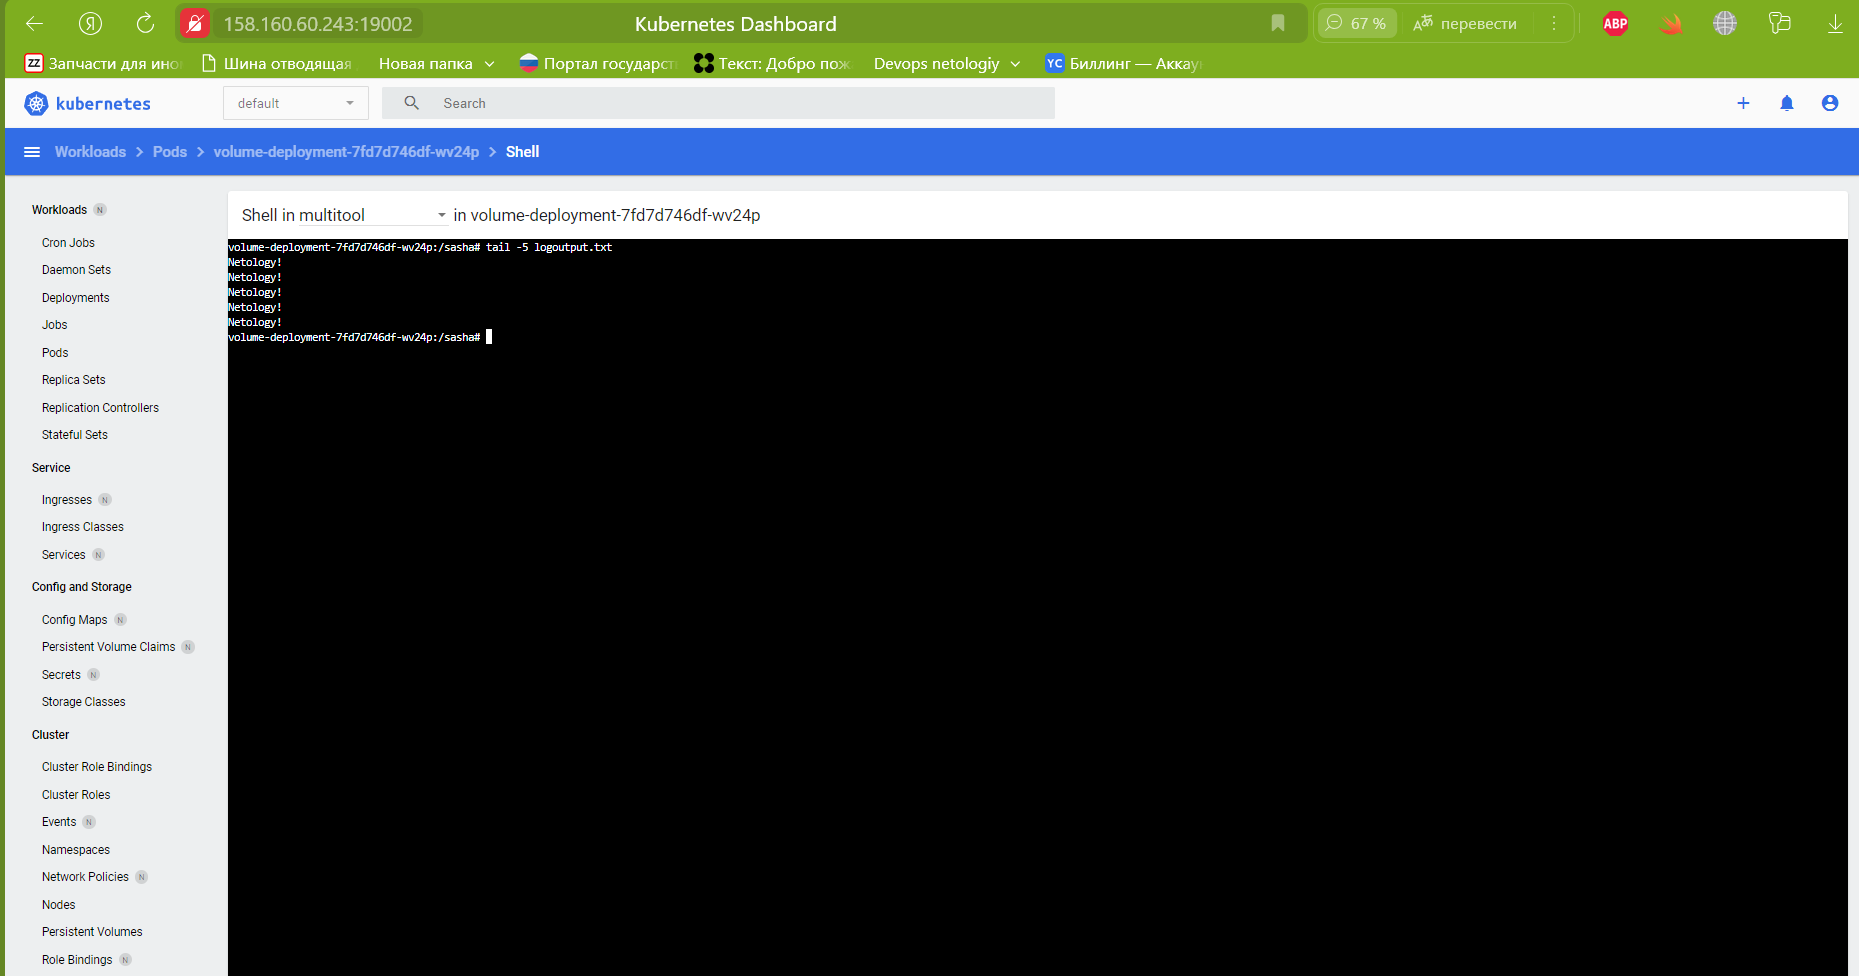 158.160.60.243:19002
Kubernetes Dashboard
67 %
перевести
ABP
ZZ Запчасти для ино
Шина отводящая
Новая папка
Портал государст
Текст: Добро пож
Devops netologiy
YC Биллинг — Аккау
kubernetes
default
Search
Workloads > Pods > volume-deployment-7fd7d746df-wv24p > Shell
Workloads N
Cron Jobs
Daemon Sets
Deployments
Jobs
Pods
Replica Sets
Replication Controllers
Stateful Sets
Service
Ingresses N
Ingress Classes
Services N
Config and Storage
Config Maps N
Persistent Volume Claims N
Secrets N
Storage Classes
Cluster
Cluster Role Bindings
Cluster Roles
Events N
Namespaces
Network Policies N
Nodes
Persistent Volumes
Role Bindings N
Shell in multitool in volume-deployment-7fd7d746df-wv24p
volume-deployment-7fd7d746df-wv24p:/sasha# tail -5 logoutput.txt
Netology!
Netology!
Netology!
Netology!
Netology!
volume-deployment-7fd7d746df-wv24p:/sasha#